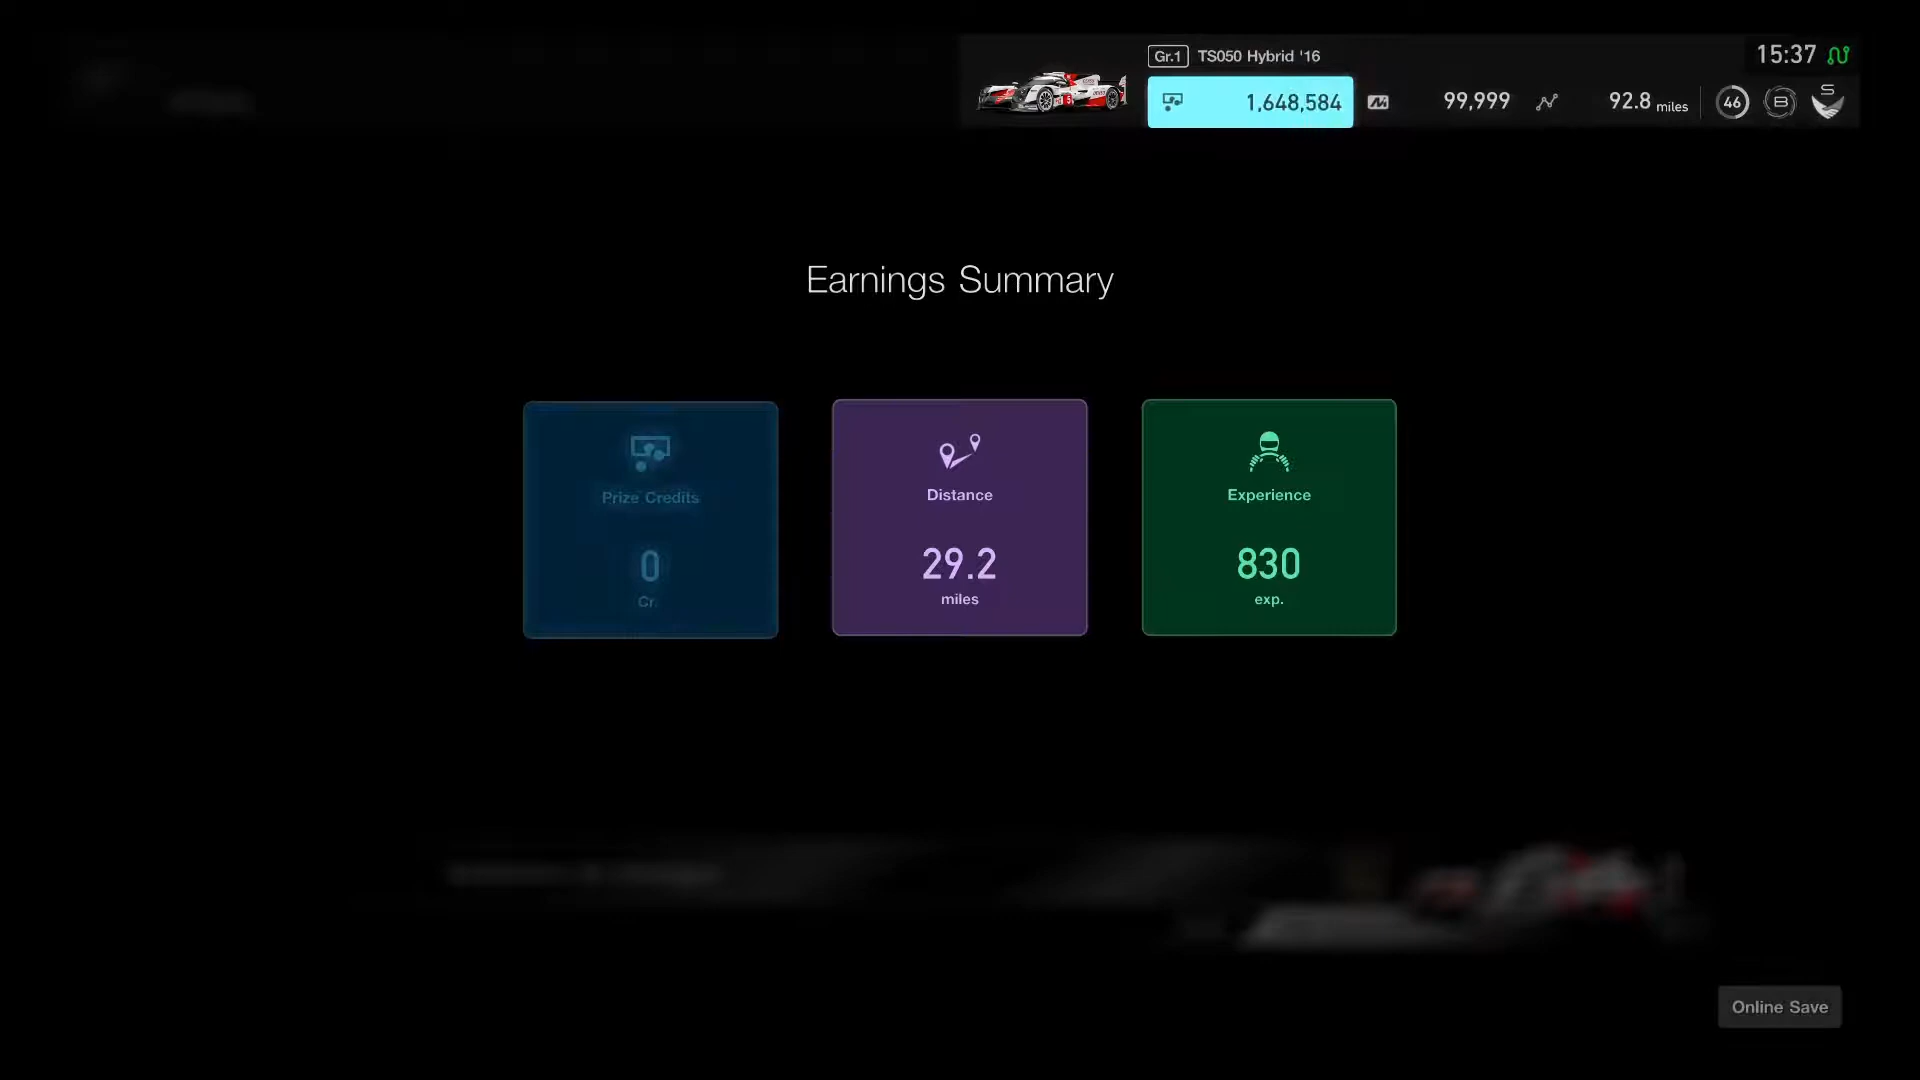 Gr.1 TS050 Hybrid '16
15:37
1,648,584
99,999
92.8 miles
46
B
S
Earnings Summary
Prize Credits
0
Cr.
Distance
29.2
miles
Experience
830
exp.
Online Save